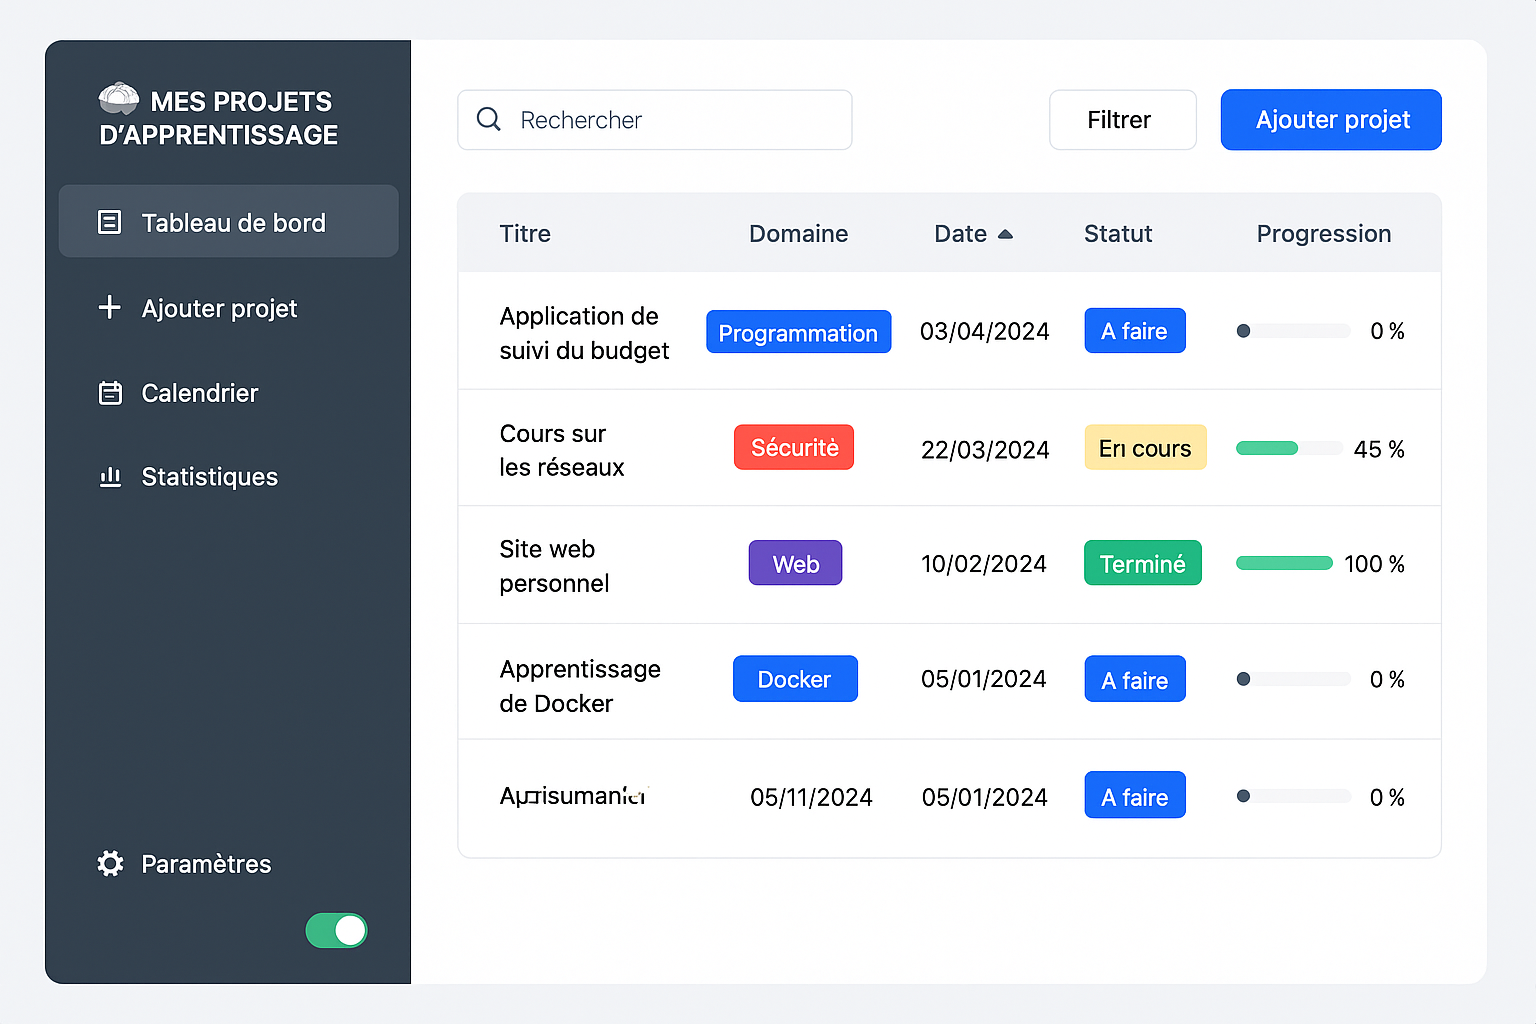 MES PROJETS
D’APPRENTISSAGE
Tableau de bord
Ajouter projet
Calendrier
Statistiques
Paramètres
Rechercher
Filtrer
Ajouter projet
Titre Domaine Date Statut Progression
Application de
suivi du budget
Programmation 03/04/2024 A faire 0 %
Cours sur
les réseaux
Sécurité 22/03/2024 En cours 45 %
Site web
personnel
Web 10/02/2024 Terminé 100 %
Apprentissage
de Docker
Docker 05/01/2024 A faire 0 %
05/11/2024 05/01/2024 A faire 0 %